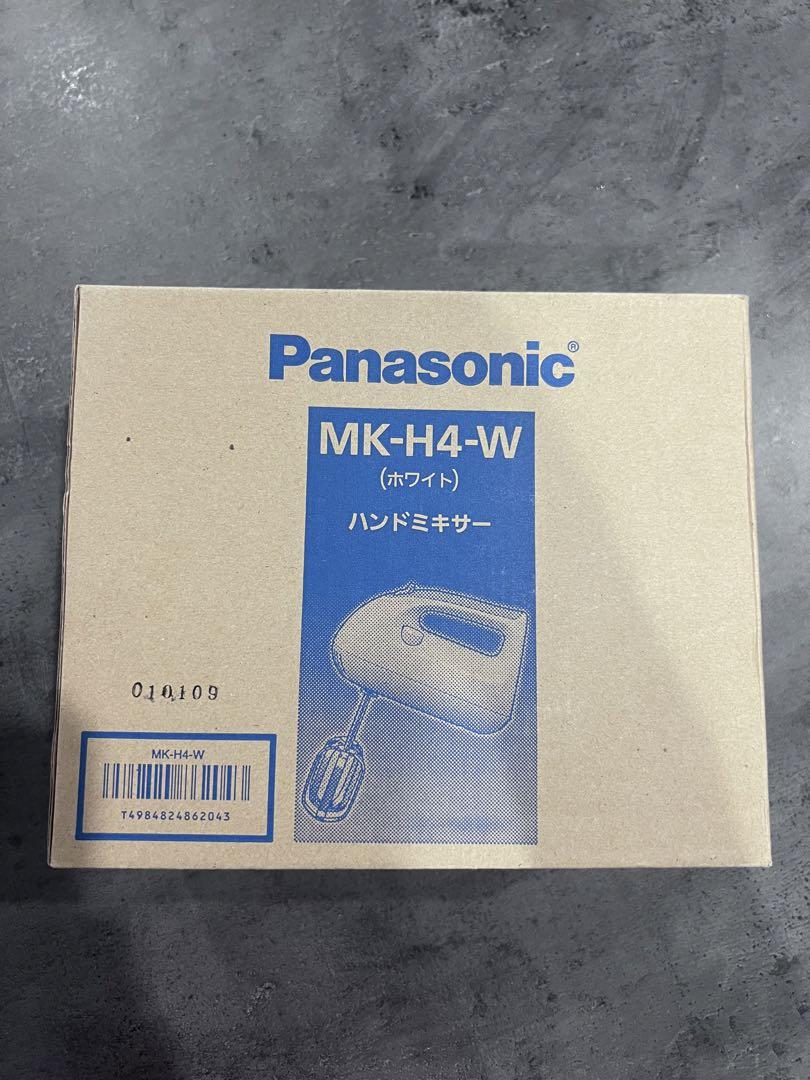 Panasonic®
MK-H4-W
(ホワイト)
ハンドミキサー
010109
MK-H4-W
T4984824862043